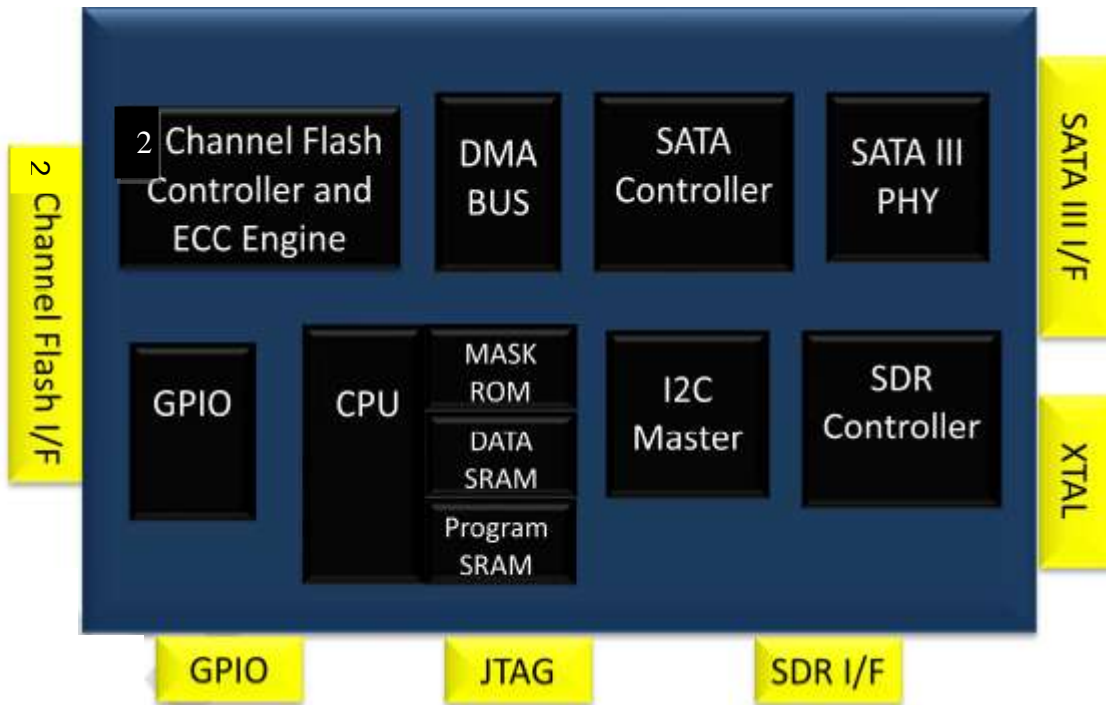 2 Channel Flash
Controller and
ECC Engine
DMA
BUS
SATA
Controller
SATA III
PHY
SATA III I/F
2 Channel Flash I/F
GPIO
CPU
MASK
ROM
DATA
SRAM
Program
SRAM
I2C
Master
SDR
Controller
XTAL
GPIO
JTAG
SDR I/F